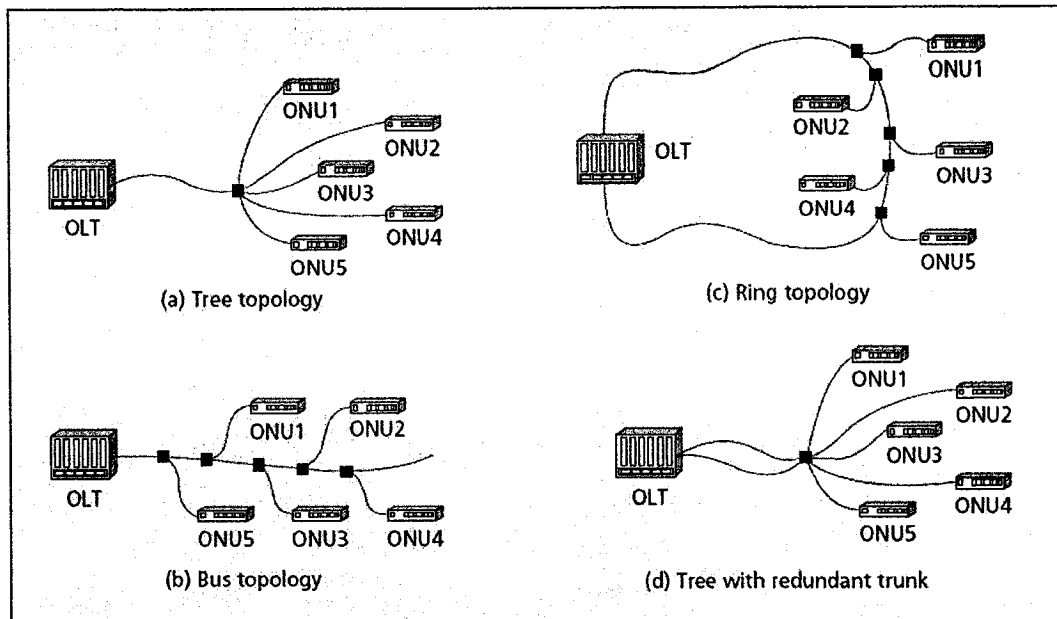 ONU1
ONU2
ONU3
ONU4
ONU5
OLT
(a) Tree topology
ONU1
ONU2
ONU3
ONU4
ONU5
OLT
(c) Ring topology
ONU1
ONU2
OLT
ONU5
ONU3
ONU4
(b) Bus topology
ONU1
ONU2
ONU3
ONU4
ONU5
OLT
(d) Tree with redundant trunk